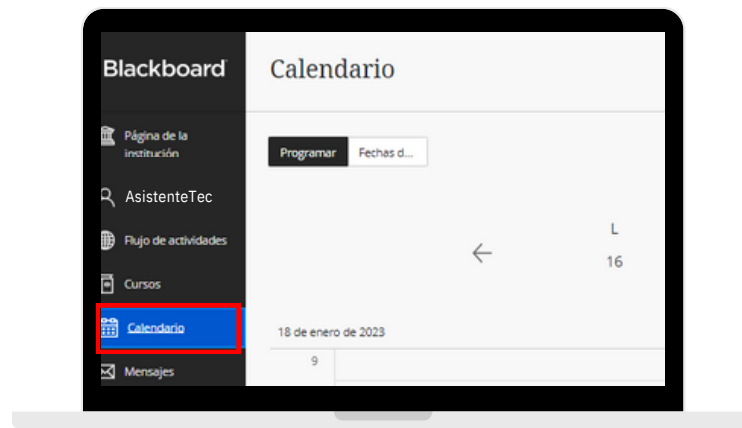 Blackboard
Página de la
institución
AsistenteTec
Flujo de actividades
Cursos
Calendario
Mensajes
Calendario
Programar
Fechas d...
L
16
18 de enero de 2023
9